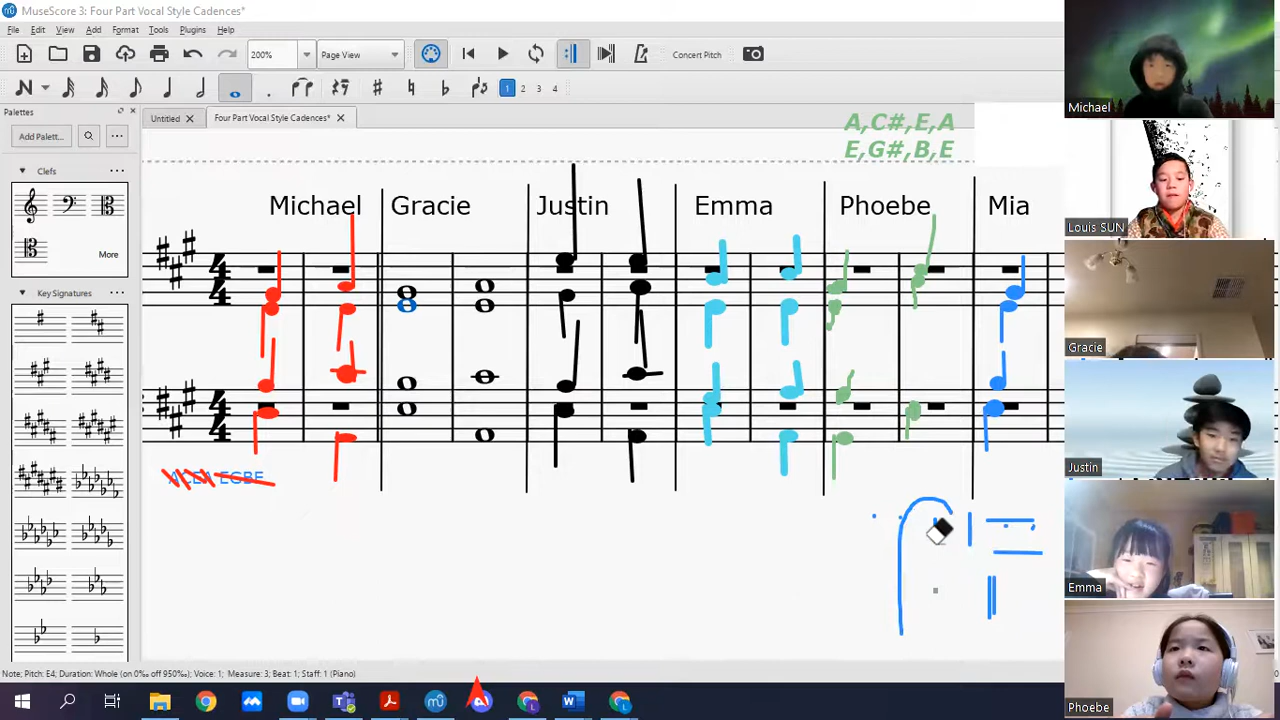 MuseScore 3: Four Part Vocal Style Cadences*
File Edit View Add Format Tools Plugins Help
200% Page View Concert Pitch
1 2 3 4
Palettes
Untitled Four Part Vocal Style Cadences*
Add Palett...
A,C#,E,A
E,G#,B,E
Clefs
More
Key Signatures
Michael Gracie Justin Emma Phoebe Mia
ACEA EGBE
Note; Pitch: E4; Duration: Whole (on 0‰ off 950‰); Voice: 1; Measure: 3; Beat: 1; Staff: 1 (Piano)
Michael
Louis SUN
Gracie
Justin
Emma
Phoebe